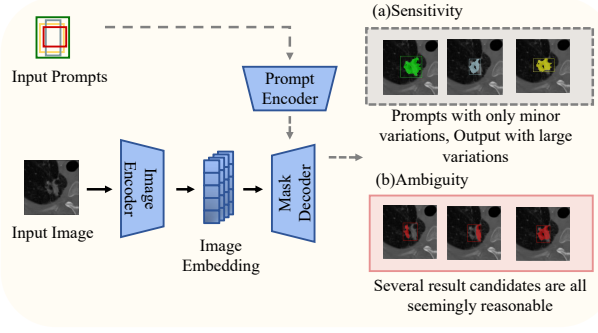 (a)Sensitivity
Input Prompts
Prompt
Encoder
Prompts with only minor
variations, Output with large
variations
Image
Encoder
Mask
Decoder
(b)Ambiguity
Input Image
Image
Embedding
Several result candidates are all
seemingly reasonable